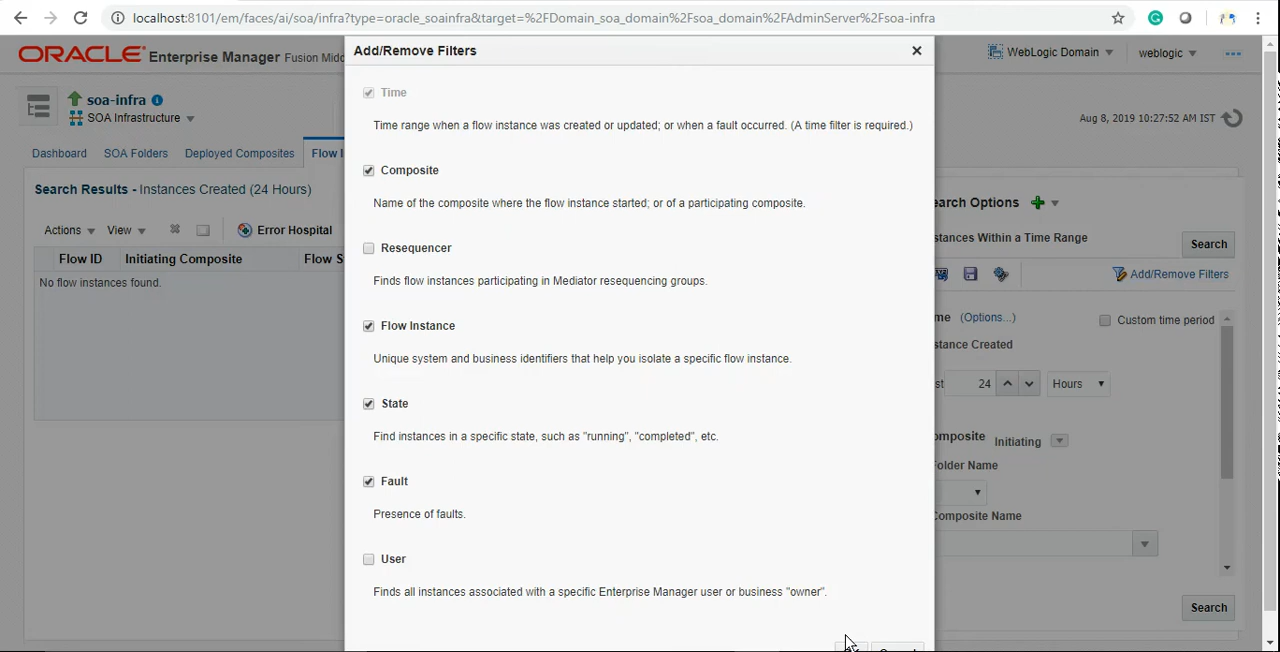 localhost:8101/em/faces/ai/soa/infra?type=oracle_soainfra&target=%2FDomain_soa_domain%2Fsoa_domain%2FAdminServer%2Fsoa-infra
ORACLE Enterprise Manager Fusion Midd
WebLogic Domain
weblogic
soa-infra
SOA Infrastructure
Aug 8, 2019 10:27:52 AM IST
Dashboard SOA Folders Deployed Composites Flow I
Search Results - Instances Created (24 Hours)
Actions View Error Hospital
Flow ID Initiating Composite Flow S
No flow instances found.
Add/Remove Filters
Time
Time range when a flow instance was created or updated; or when a fault occurred. (A time filter is required.)
Composite
Name of the composite where the flow instance started; or of a participating composite.
Resequencer
Finds flow instances participating in Mediator resequencing groups.
Flow Instance
Unique system and business identifiers that help you isolate a specific flow instance.
State
Find instances in a specific state, such as "running", "completed", etc.
Fault
Presence of faults.
User
Finds all instances associated with a specific Enterprise Manager user or business "owner".
earch Options
stances Within a Time Range
Search
Add/Remove Filters
me (Options...)
Custom time period
stance Created
st 24 Hours
omposite Initiating
older Name
omposite Name
Search